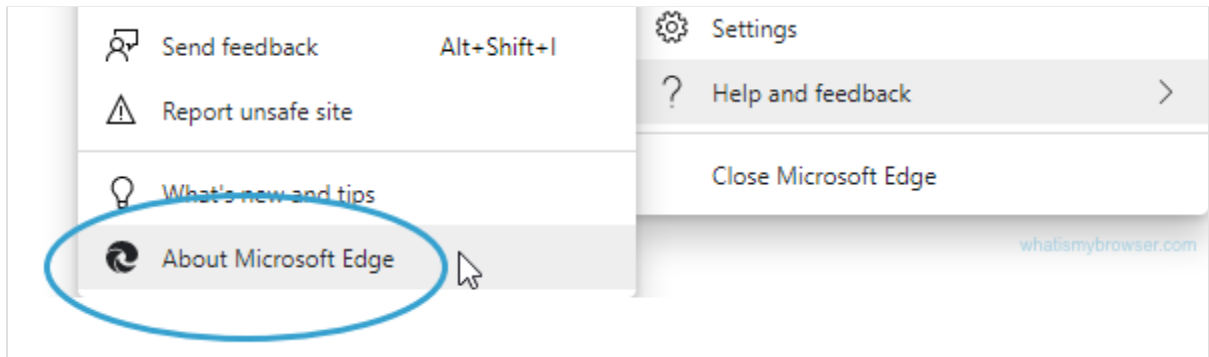 Send feedback Alt+Shift+I
Report unsafe site
What's new and tips
About Microsoft Edge
Settings
? Help and feedback
Close Microsoft Edge
whatismybrowser.com